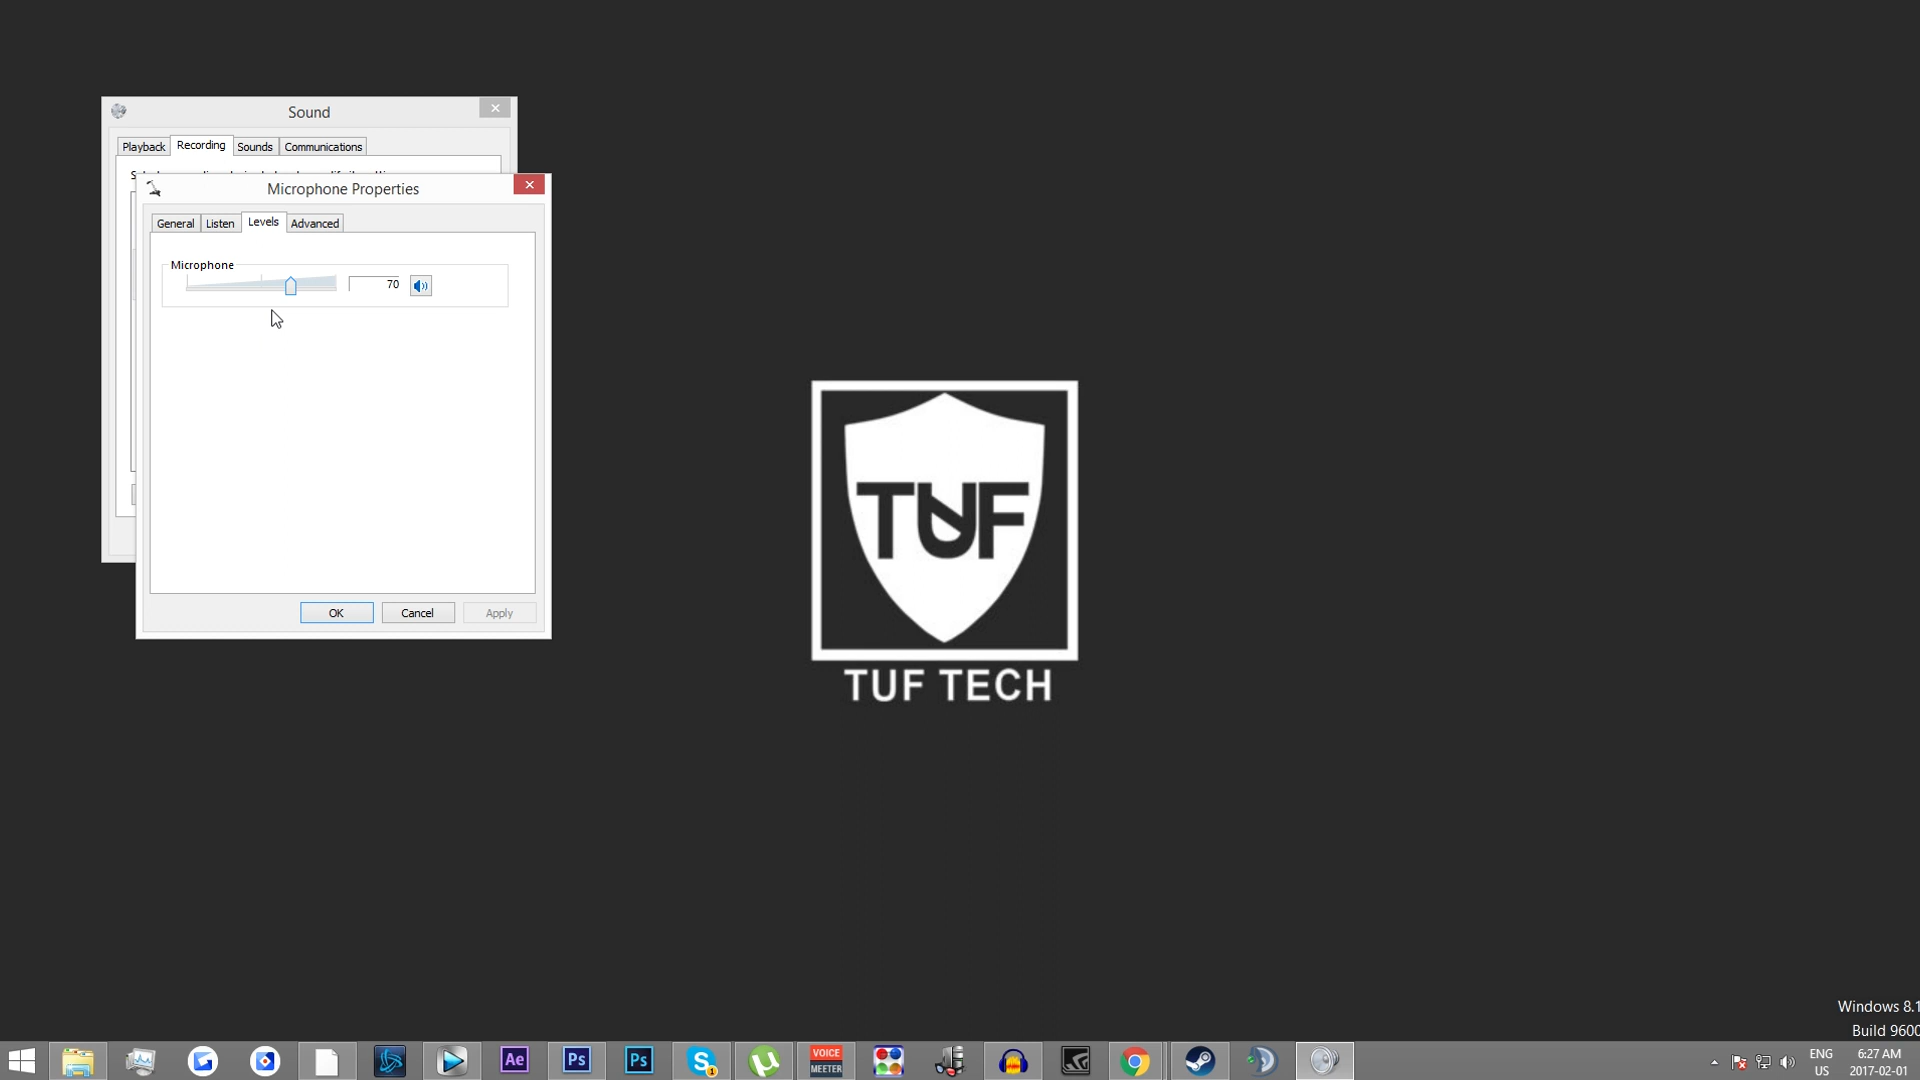 Sound
Playback
Recording
Sounds
Communications
Microphone Properties
General
Listen
Levels
Advanced
Microphone
70
OK
Cancel
Apply
TUF
TUF TECH
Windows 8.1
Build 9600
Ae
Ps
Ps
S
1
VOICE
MEETER
ENG
US
6:27 AM
2017-02-01